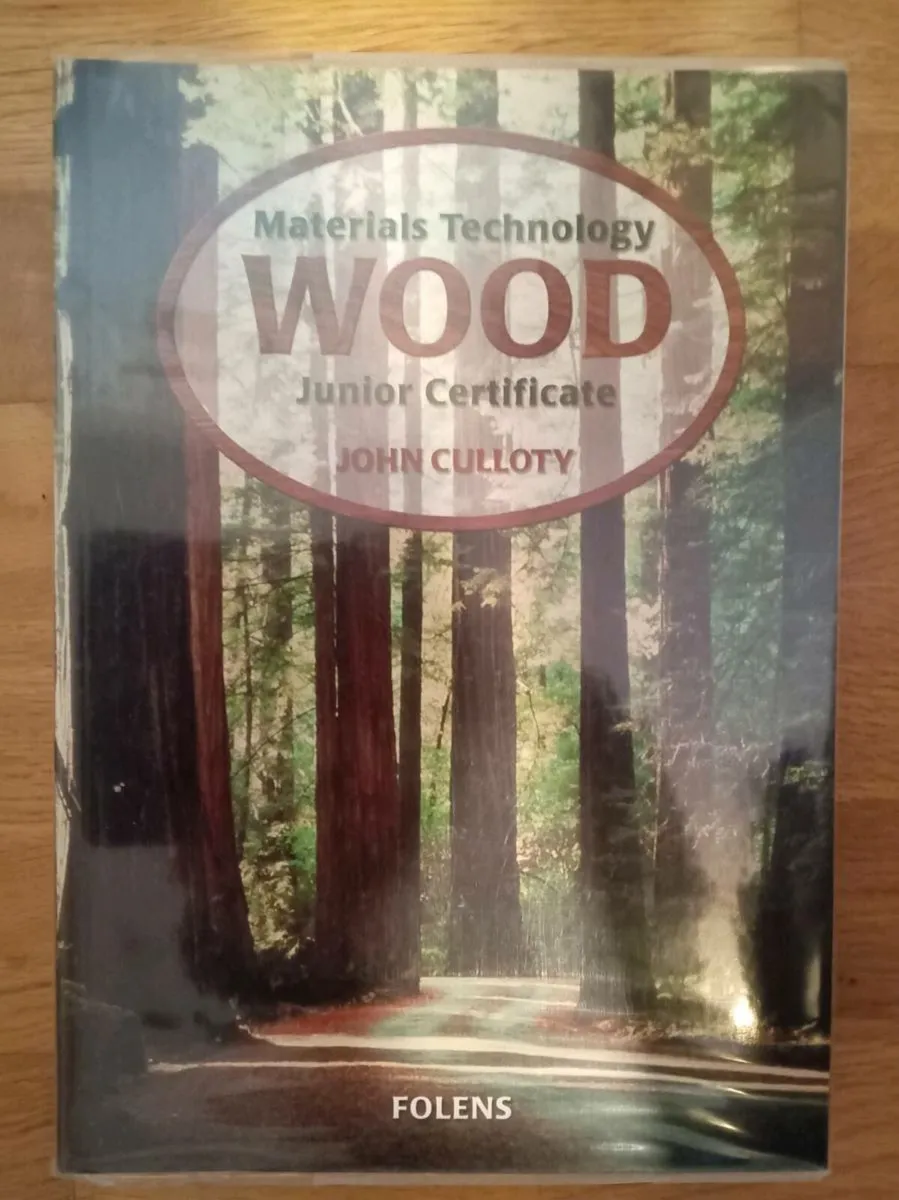 Materials Technology
WOOD
Junior Certificate
JOHN CULLOTY
FOLENS